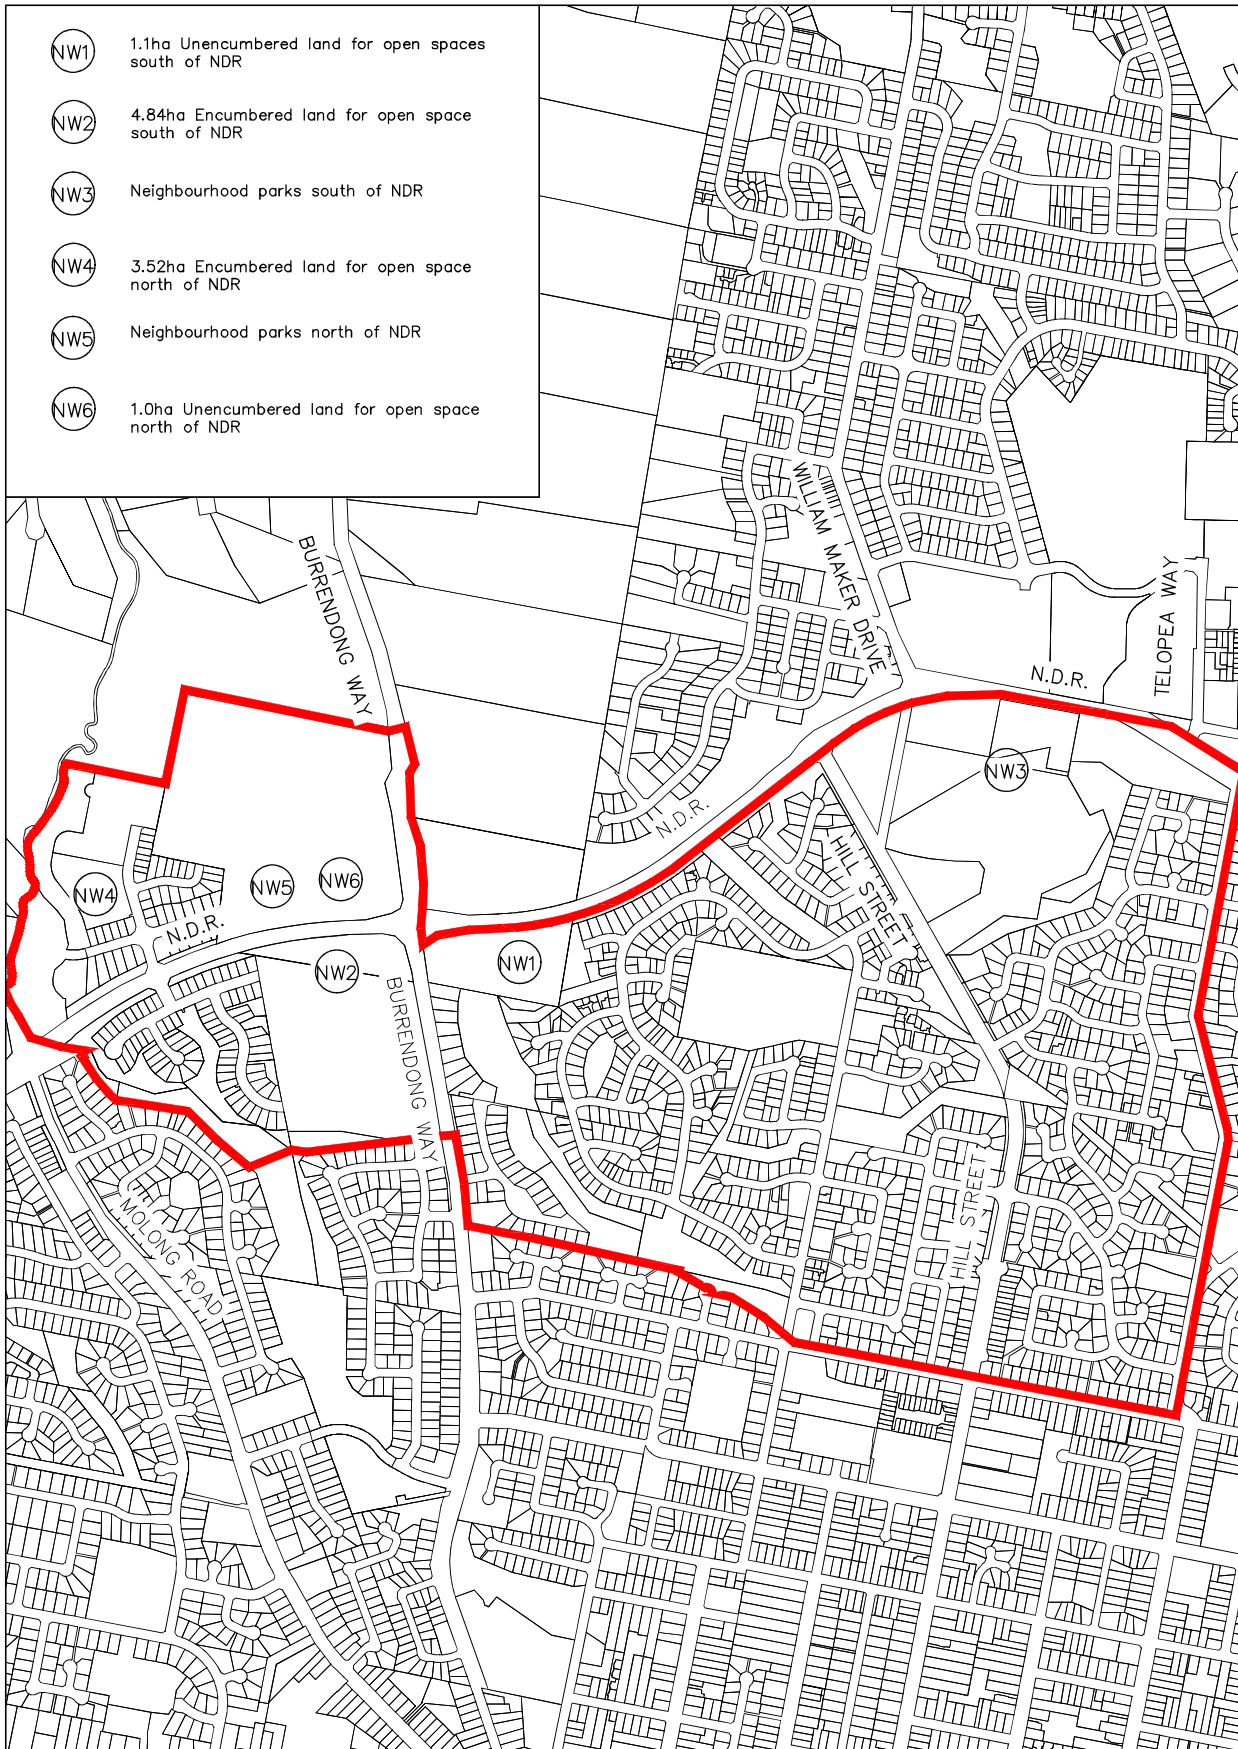 NW1 1.1ha Unencumbered land for open spaces
south of NDR
NW2 4.84ha Encumbered land for open space
south of NDR
NW3 Neighbourhood parks south of NDR
NW4 3.52ha Encumbered land for open space
north of NDR
NW5 Neighbourhood parks north of NDR
NW6 1.0ha Unencumbered land for open space
north of NDR
WILLIAM MAKER DRIVE
BURRENDONG WAY
TELOPEA WAY
N.D.R.
NW3
N.D.R.
HILL STREET
NW4
NW5
NW6
N.D.R.
NW2
NW1
BURRENDONG WAY
HILL STREET
MOLONG ROAD